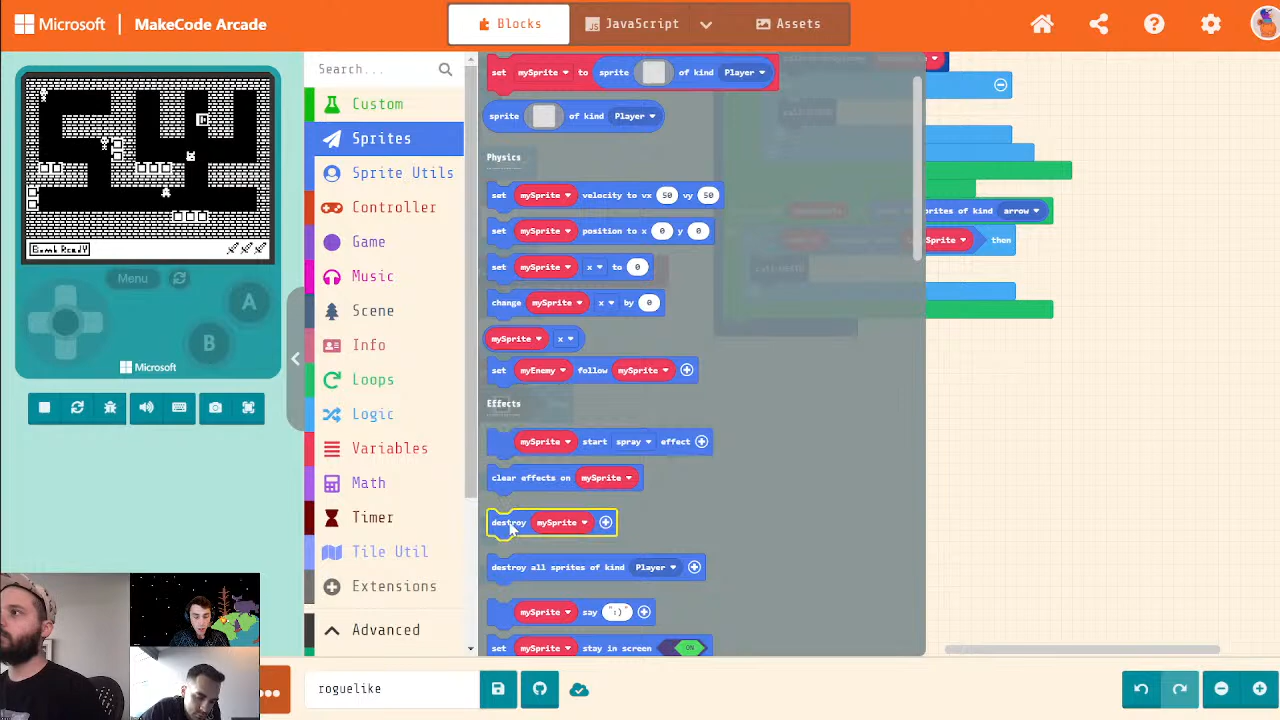 Microsoft MakeCode Arcade Blocks JavaScript Assets
Search...
Custom
Sprites
Sprite Utils
Controller
Game
Music
Scene
Info
Loops
Logic
Variables
Math
Timer
Tile Util
Extensions
Advanced
Bomb Ready
Menu
A
B
Microsoft
set mySprite to sprite of kind Player
sprite of kind Player
Physics
set mySprite velocity to vx 50 vy 50
set mySprite position to x 0 y 0
set mySprite x to 0
change mySprite x by 0
mySprite x
set myEnemy follow mySprite
Effects
mySprite start spray effect
clear effects on mySprite
destroy mySprite
destroy all sprites of kind Player
mySprite say ":)"
set mySprite stay in screen ON
sprites of kind arrow
Sprite then
roguelike